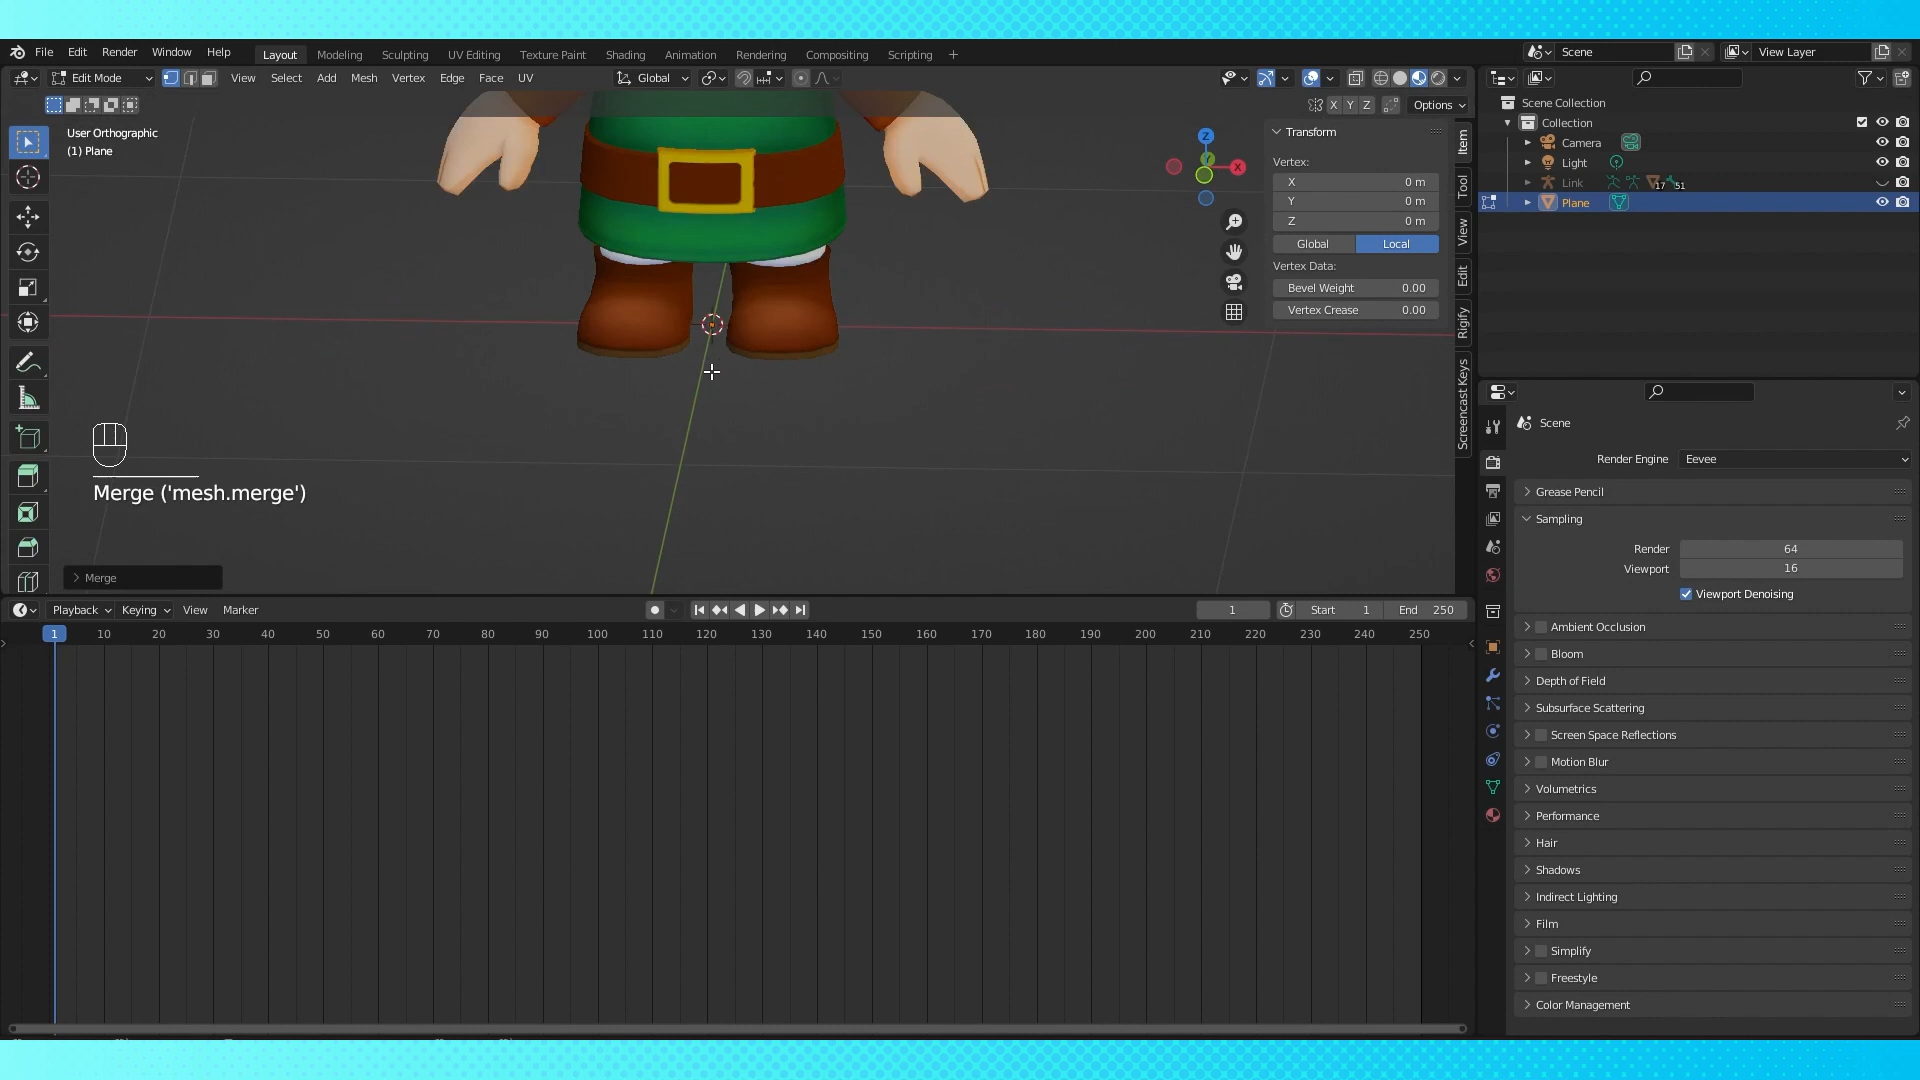 File Edit Render Window Help Layout Modeling Sculpting UV Editing Texture Paint Shading Animation Rendering Compositing Scripting + Scene View Layer
Edit Mode View Select Add Mesh Vertex Edge Face UV Global
X Y Z Options
User Orthographic
(1) Plane
Z
X
Transform
Vertex:
X 0 m
Y 0 m
Z 0 m
Global Local
Vertex Data:
Bevel Weight 0.00
Vertex Crease 0.00
Item
Tool
View
Edit
Rigify
Screencast Keys
Scene Collection
Collection
Camera
Light
Link 17 51
Plane
Merge ('mesh.merge')
Merge
Playback Keying View Marker 1 Start 1 End 250
1 10 20 30 40 50 60 70 80 90 100 110 120 130 140 150 160 170 180 190 200 210 220 230 240 250
Scene
Render Engine Eevee
Grease Pencil
Sampling
Render 64
Viewport 16
Viewport Denoising
Ambient Occlusion
Bloom
Depth of Field
Subsurface Scattering
Screen Space Reflections
Motion Blur
Volumetrics
Performance
Hair
Shadows
Indirect Lighting
Film
Simplify
Freestyle
Color Management